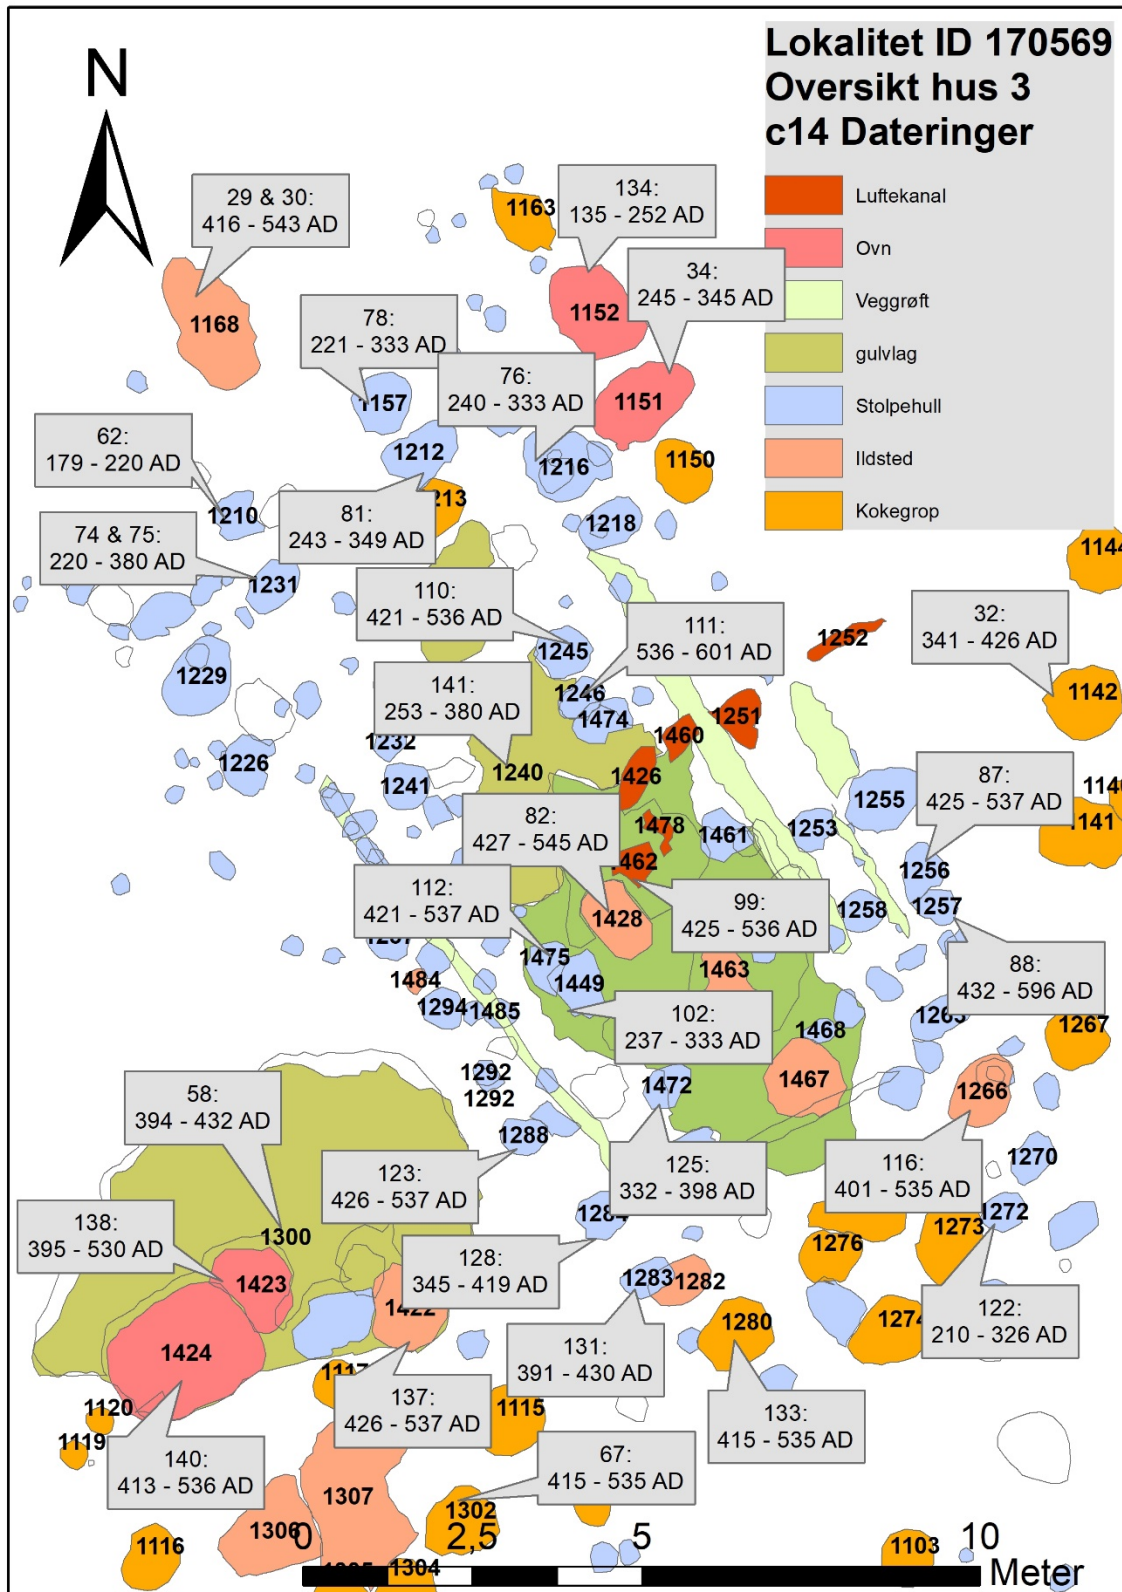 Lokalitet ID 170569
Oversikt hus 3
c14 Dateringer
N
Luftekanal
Ovn
Veggrøft
gulvlag
Stolpehull
Ildsted
Kokegrop
29 & 30:
416 - 543 AD
134:
135 - 252 AD
34:
245 - 345 AD
78:
221 - 333 AD
76:
240 - 333 AD
62:
179 - 220 AD
81:
243 - 349 AD
74 & 75:
220 - 380 AD
110:
421 - 536 AD
111:
536 - 601 AD
32:
341 - 426 AD
141:
253 - 380 AD
87:
425 - 537 AD
82:
427 - 545 AD
112:
421 - 537 AD
99:
425 - 536 AD
88:
432 - 596 AD
102:
237 - 333 AD
58:
394 - 432 AD
123:
426 - 537 AD
125:
332 - 398 AD
116:
401 - 535 AD
138:
395 - 530 AD
128:
345 - 419 AD
122:
210 - 326 AD
131:
391 - 430 AD
137:
426 - 537 AD
133:
415 - 535 AD
140:
413 - 536 AD
67:
415 - 535 AD
1163
1168
1152
1151
1157
1212
1216
1150
1210
1218
1144
1231
1245
1252
1229
1246
1474
1251
1142
1460
1232
1226
1241
1240
1426
1255
1141
1478
1461
1253
1462
1256
1428
1258
1257
1475
1463
1484
1449
1294
1485
1468
1267
1292
1292
1472
1467
1266
1288
1270
1284
1272
1273
1300
1276
1423
1283
1282
1422
1280
1274
1424
1120
1115
1119
1307
1302
1306
1116
1304
1103
0
2,5
5
10
Meter